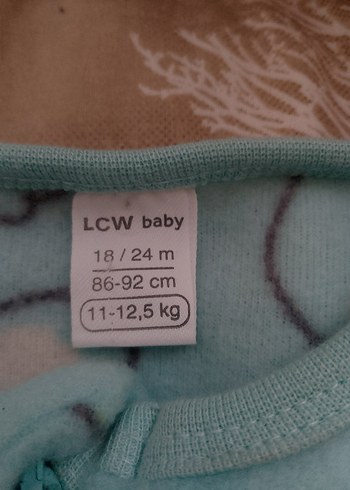 LCW baby
18 / 24 m
86-92 cm
11-12,5 kg